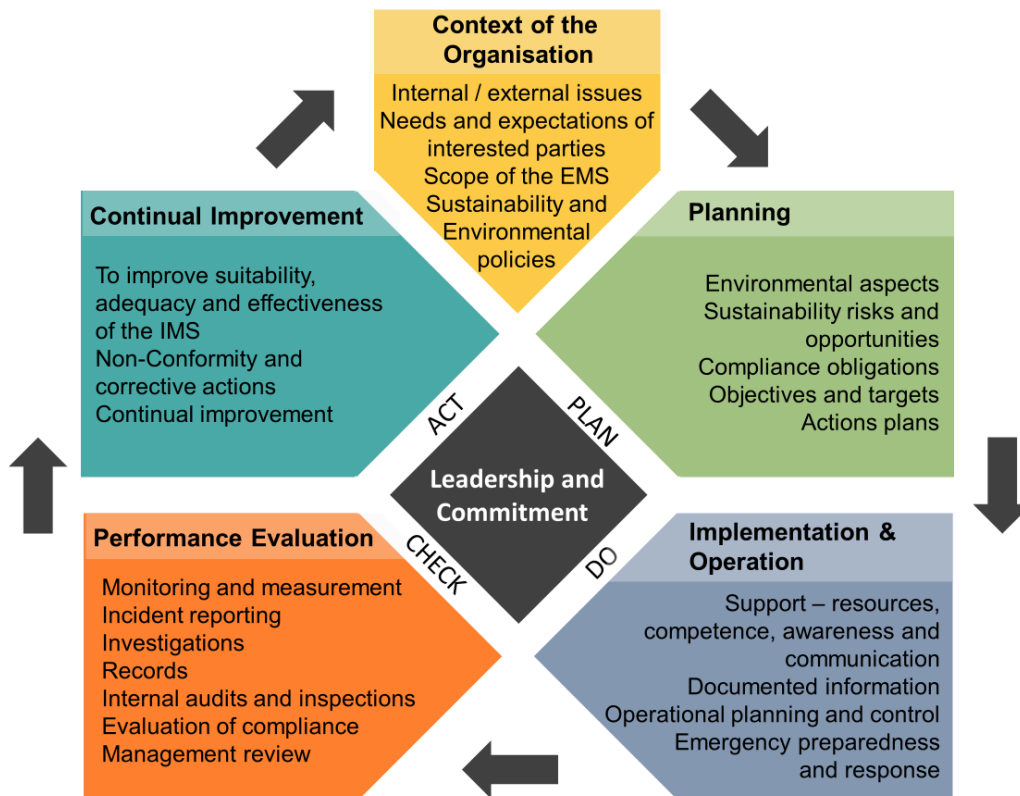 Context of the
Organisation
Internal / external issues
Needs and expectations of
interested parties
Scope of the EMS
Sustainability and
Environmental
policies
Planning
Environmental aspects
Sustainability risks and
opportunities
Compliance obligations
Objectives and targets
Actions plans
Implementation &
Operation
Support – resources,
competence, awareness and
communication
Documented information
Operational planning and control
Emergency preparedness
and response
Performance Evaluation
Monitoring and measurement
Incident reporting
Investigations
Records
Internal audits and inspections
Evaluation of compliance
Management review
Continual Improvement
To improve suitability,
adequacy and effectiveness
of the IMS
Non-Conformity and
corrective actions
Continual improvement
PLAN
DO
CHECK
ACT
Leadership and
Commitment